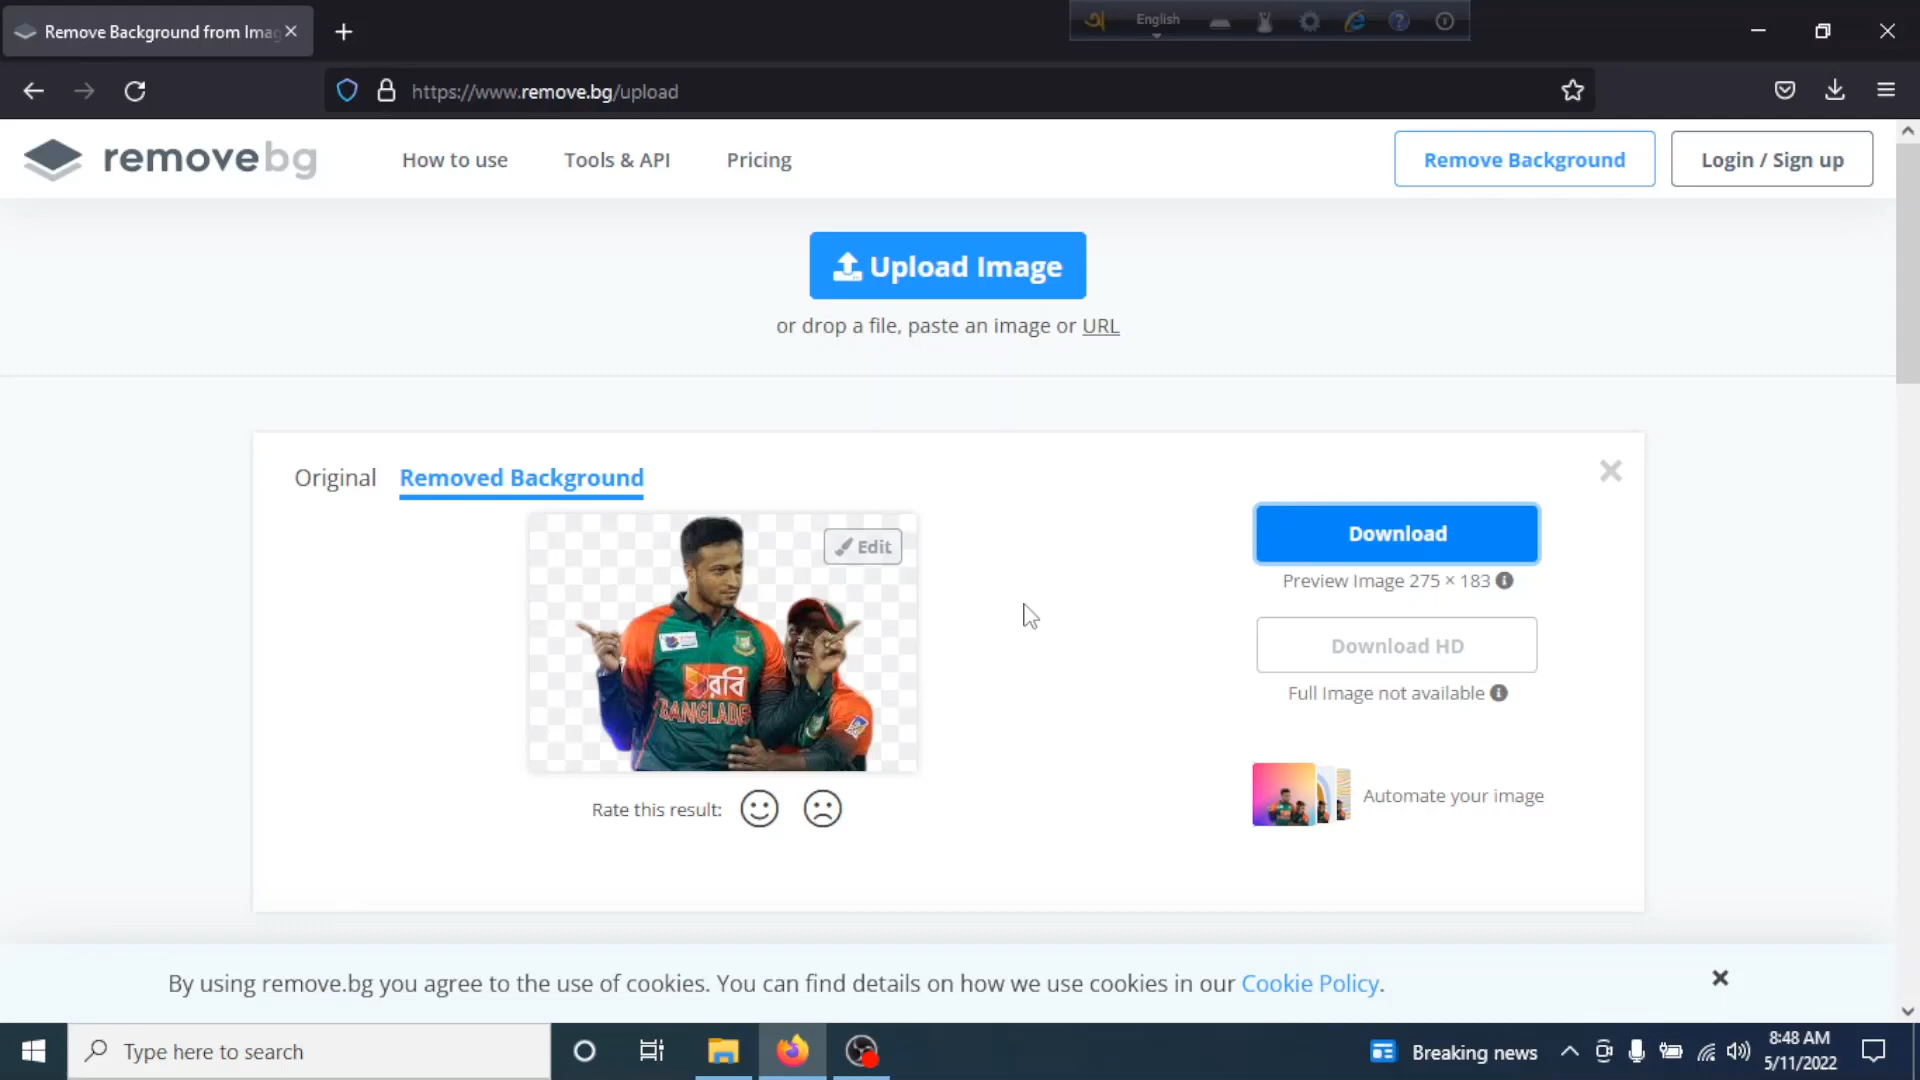 Remove Background from Imag
অ
English
https://www.remove.bg/upload
removebg
How to use
Tools & API
Pricing
Remove Background
Login / Sign up
Upload Image
or drop a file, paste an image or URL
Original
Removed Background
Edit
রবি
BANGLADE
Download
Preview Image 275 × 183
Download HD
Full Image not available
Rate this result:
Automate your image
By using remove.bg you agree to the use of cookies. You can find details on how we use cookies in our Cookie Policy.
Type here to search
Breaking news
8:48 AM
5/11/2022